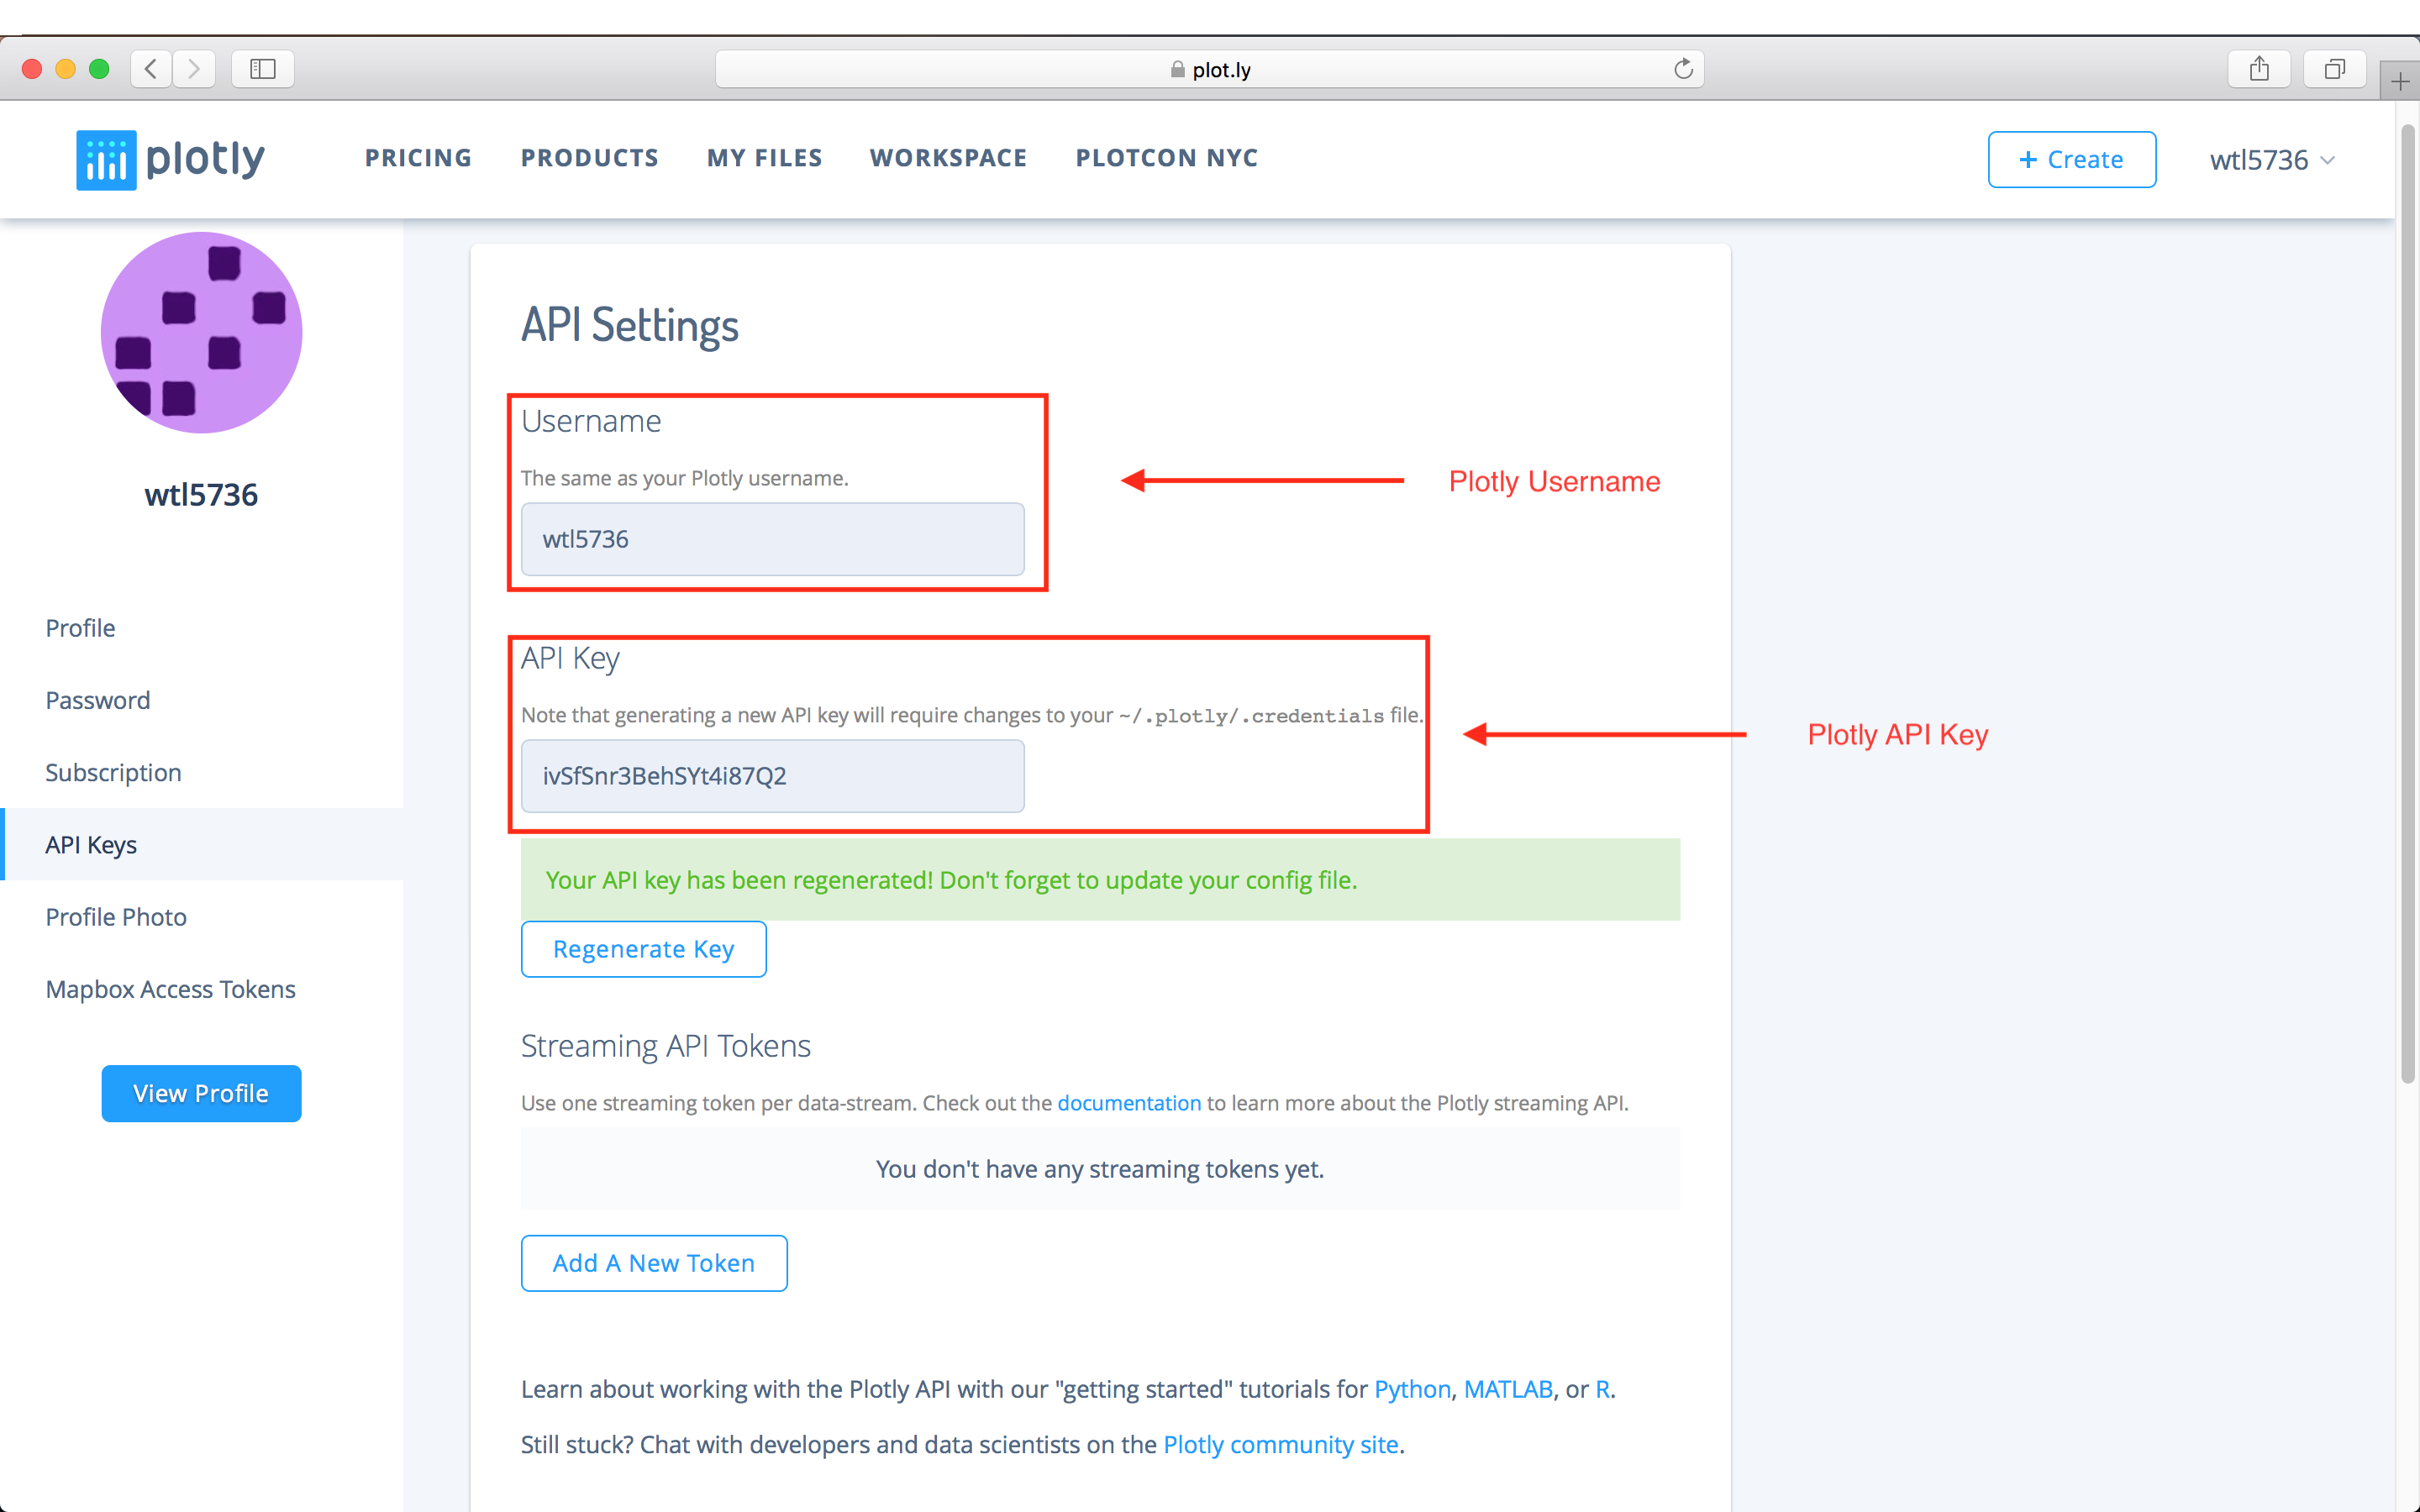 plot.ly
plotly PRICING PRODUCTS MY FILES WORKSPACE PLOTCON NYC + Create wtl5736
wtl5736
Profile
Password
Subscription
API Keys
Profile Photo
Mapbox Access Tokens
View Profile
API Settings
Username
The same as your Plotly username.
wtl5736
Plotly Username
API Key
Note that generating a new API key will require changes to your ~/.plotly/.credentials file.
ivSfSnr3BehSYt4i87Q2
Plotly API Key
Your API key has been regenerated! Don't forget to update your config file.
Regenerate Key
Streaming API Tokens
Use one streaming token per data-stream. Check out the documentation to learn more about the Plotly streaming API.
You don't have any streaming tokens yet.
Add A New Token
Learn about working with the Plotly API with our "getting started" tutorials for Python, MATLAB, or R.
Still stuck? Chat with developers and data scientists on the Plotly community site.